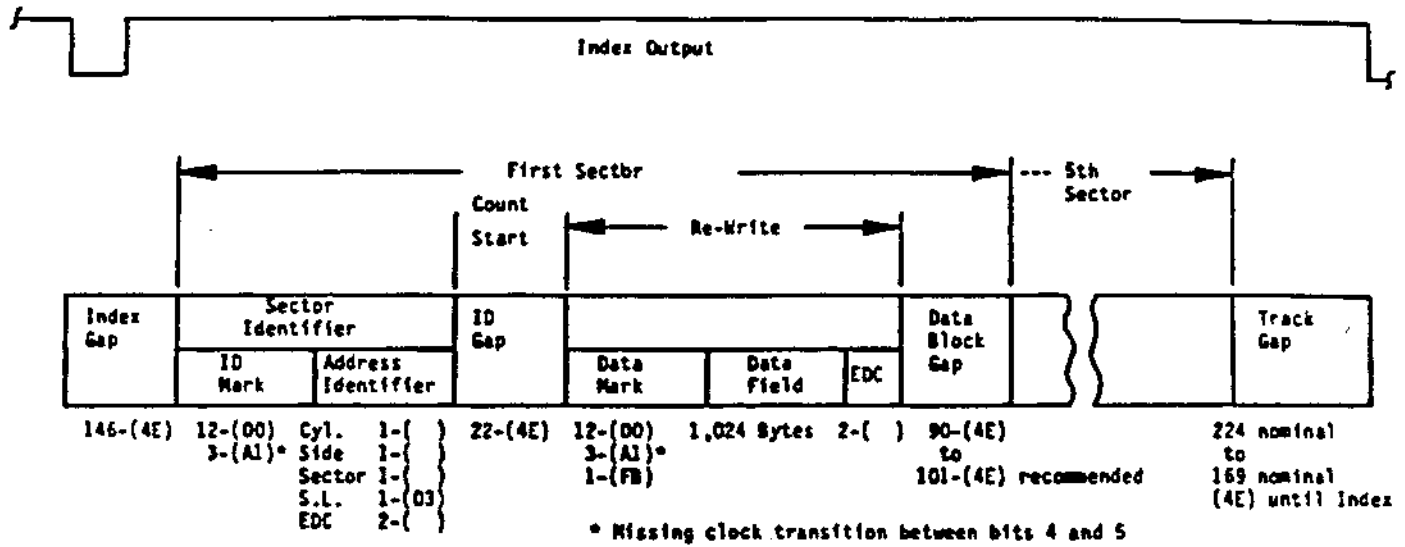 Index Output
First Sectbr
--- 5th
Sector
Count
Start
Re-Write
Index
Gap
Sector
Identifier
ID
Mark
Address
Identifier
ID
Gap
Data
Mark
Data
Field
EDC
Data
Block
Gap
Track
Gap
146-(4E)
12-(00)
3-(A1)*
Cyl. 1-( )
Side 1-( )
Sector 1-( )
S.L. 1-(03)
EDC 2-( )
22-(4E)
12-(00)
3-(A1)*
1-(FB)
1,024 Bytes
2-( )
90-(4E)
to
101-(4E) recommended
224 nominal
to
169 nominal
(4E) until Index
* Missing clock transition between bits 4 and 5